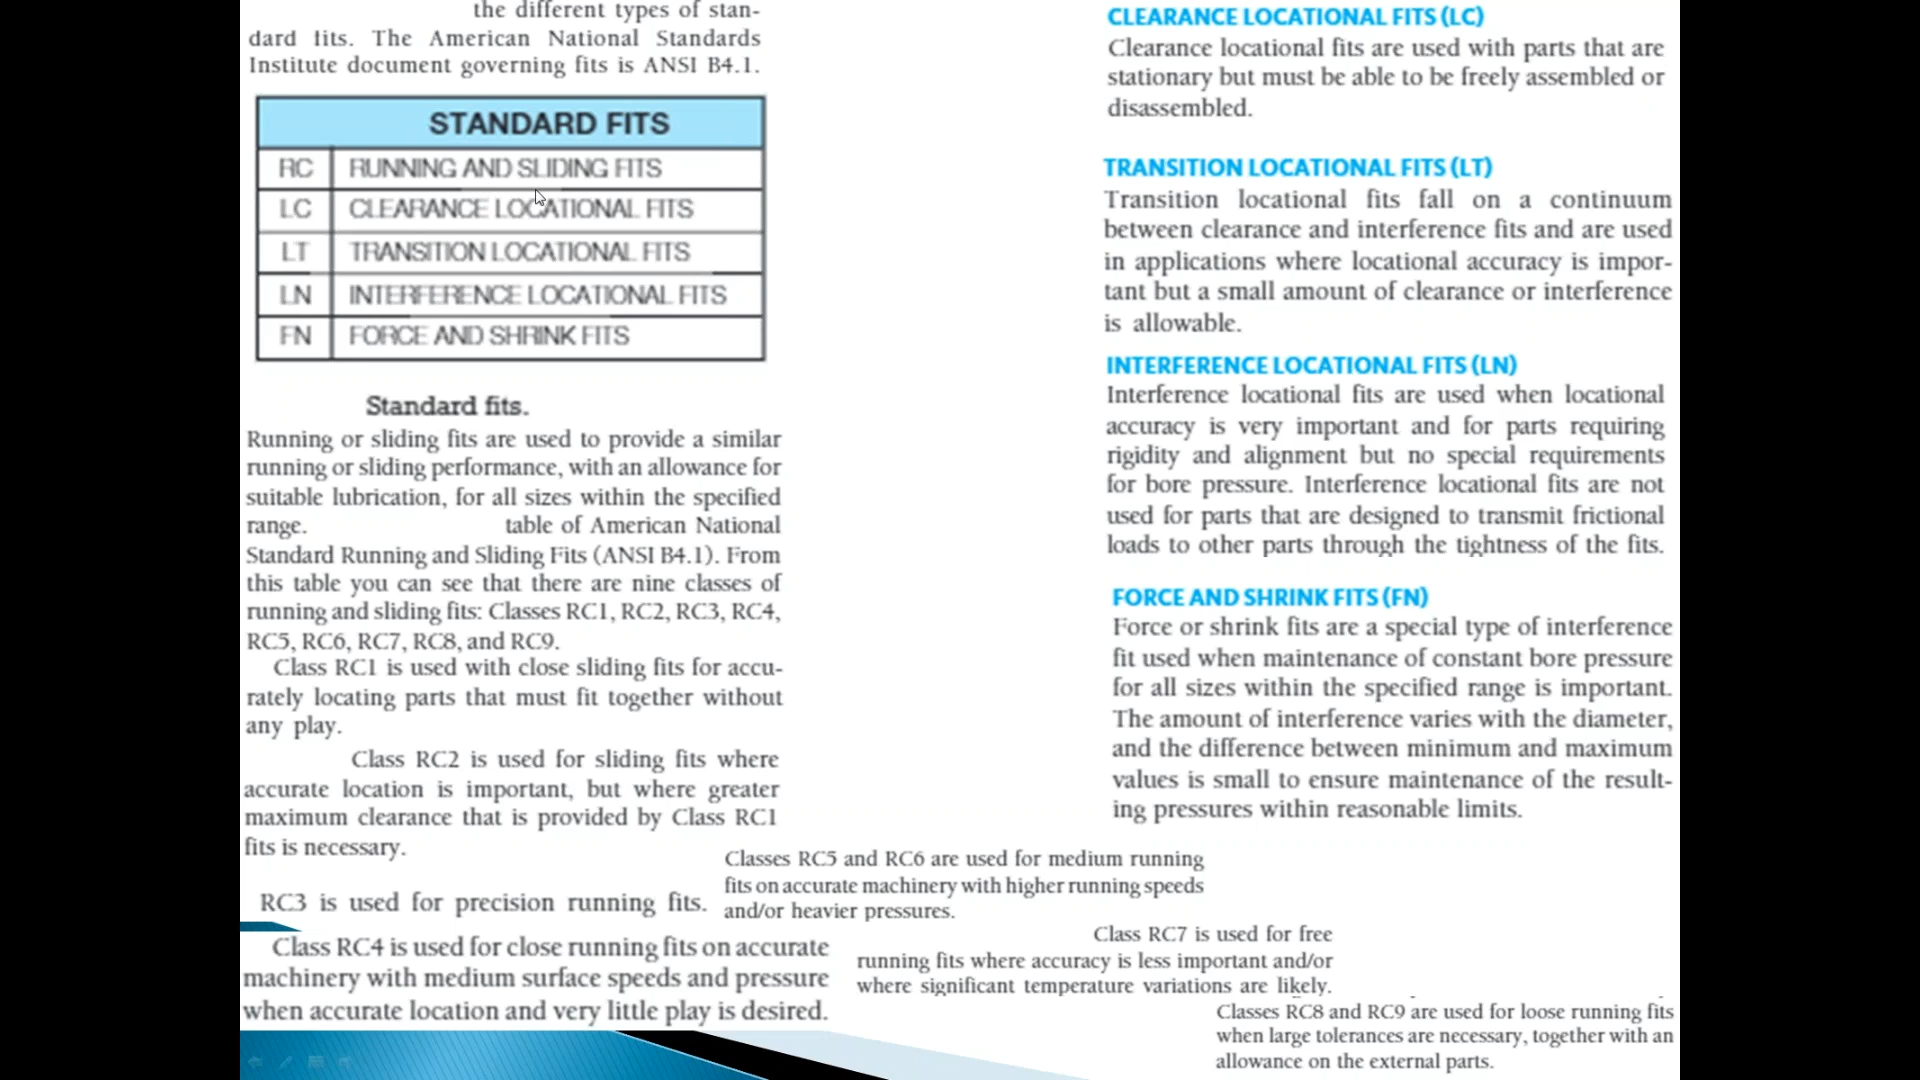 the different types of stan-
dard fits. The American National Standards
Institute document governing fits is ANSI B4.1.
STANDARD FITS
RC RUNNING AND SLIDING FITS
LC CLEARANCE LOCATIONAL FITS
LT TRANSITION LOCATIONAL FITS
LN INTERFERENCE LOCATIONAL FITS
FN FORCE AND SHRINK FITS
Standard fits.
Running or sliding fits are used to provide a similar
running or sliding performance, with an allowance for
suitable lubrication, for all sizes within the specified
range. table of American National
Standard Running and Sliding Fits (ANSI B4.1). From
this table you can see that there are nine classes of
running and sliding fits: Classes RC1, RC2, RC3, RC4,
RC5, RC6, RC7, RC8, and RC9.
Class RC1 is used with close sliding fits for accu-
rately locating parts that must fit together without
any play.
Class RC2 is used for sliding fits where
accurate location is important, but where greater
maximum clearance that is provided by Class RC1
fits is necessary.
RC3 is used for precision running fits.
Class RC4 is used for close running fits on accurate
machinery with medium surface speeds and pressure
when accurate location and very little play is desired.
Classes RC5 and RC6 are used for medium running
fits on accurate machinery with higher running speeds
and/or heavier pressures.
Class RC7 is used for free
running fits where accuracy is less important and/or
where significant temperature variations are likely.
Classes RC8 and RC9 are used for loose running fits
when large tolerances are necessary, together with an
allowance on the external parts.
CLEARANCE LOCATIONAL FITS (LC)
Clearance locational fits are used with parts that are
stationary but must be able to be freely assembled or
disassembled.
TRANSITION LOCATIONAL FITS (LT)
Transition locational fits fall on a continuum
between clearance and interference fits and are used
in applications where locational accuracy is impor-
tant but a small amount of clearance or interference
is allowable.
INTERFERENCE LOCATIONAL FITS (LN)
Interference locational fits are used when locational
accuracy is very important and for parts requiring
rigidity and alignment but no special requirements
for bore pressure. Interference locational fits are not
used for parts that are designed to transmit frictional
loads to other parts through the tightness of the fits.
FORCE AND SHRINK FITS (FN)
Force or shrink fits are a special type of interference
fit used when maintenance of constant bore pressure
for all sizes within the specified range is important.
The amount of interference varies with the diameter,
and the difference between minimum and maximum
values is small to ensure maintenance of the result-
ing pressures within reasonable limits.